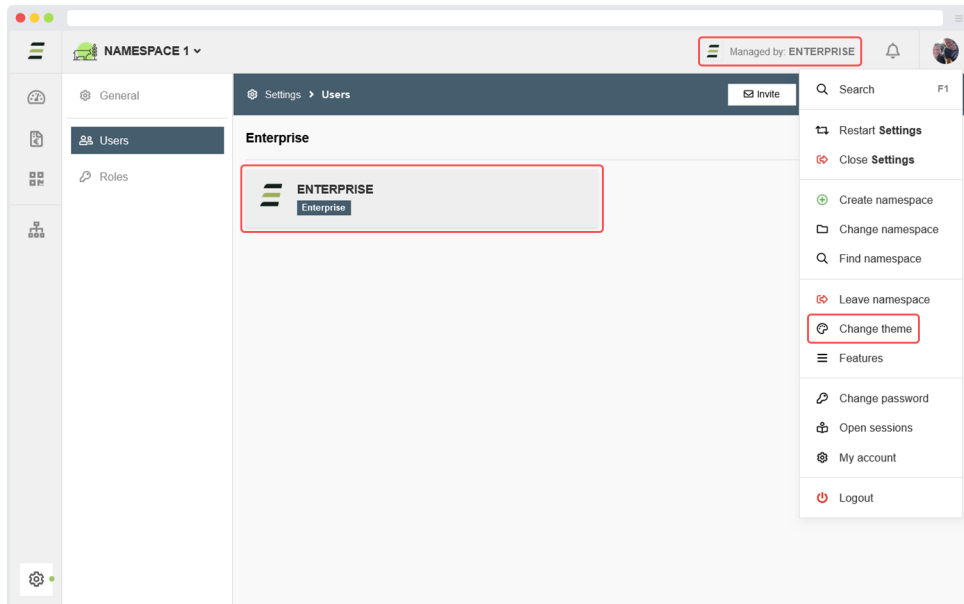 NAMESPACE 1
Managed by: ENTERPRISE
General
Users
Roles
Settings > Users
Invite
Enterprise
ENTERPRISE
Enterprise
Search F1
Restart Settings
Close Settings
Create namespace
Change namespace
Find namespace
Leave namespace
Change theme
Features
Change password
Open sessions
My account
Logout